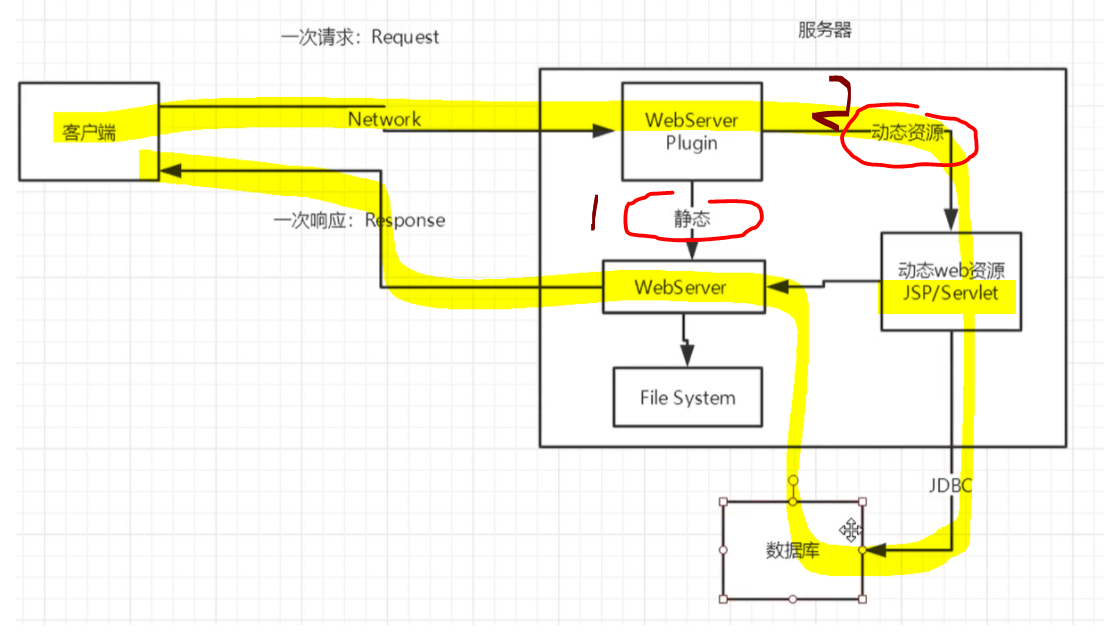 一次请求：Request
服务器
客户端
Network
WebServer
Plugin
2
动态资源
一次响应：Response
1
静态
动态web资源
JSP/Servlet
WebServer
File System
JDBC
数据库